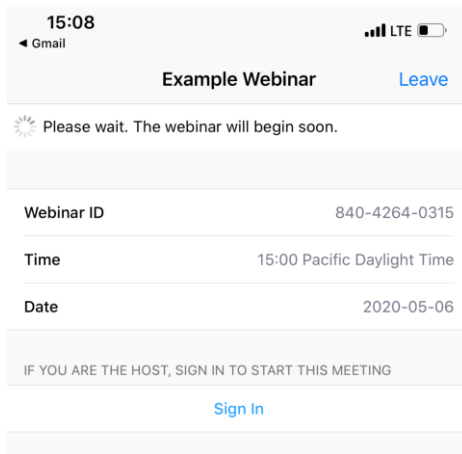 15:08
LTE
◀ Gmail
Example Webinar
Leave
Please wait. The webinar will begin soon.
Webinar ID
840-4264-0315
Time
15:00 Pacific Daylight Time
Date
2020-05-06
IF YOU ARE THE HOST, SIGN IN TO START THIS MEETING
Sign In